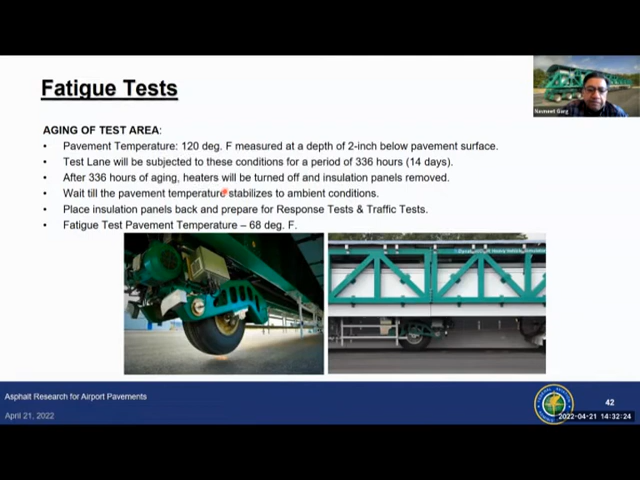 Fatigue Tests
Navneet Garg
AGING OF TEST AREA:
• Pavement Temperature: 120 deg. F measured at a depth of 2-inch below pavement surface.
• Test Lane will be subjected to these conditions for a period of 336 hours (14 days).
• After 336 hours of aging, heaters will be turned off and insulation panels removed.
• Wait till the pavement temperature stabilizes to ambient conditions.
• Place insulation panels back and prepare for Response Tests & Traffic Tests.
• Fatigue Test Pavement Temperature – 68 deg. F.
Asphalt Research for Airport Pavements
April 21, 2022
42
2022-04-21 14:32:24